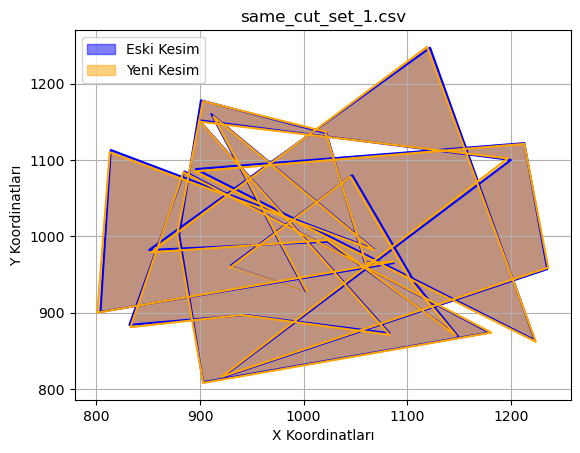 same_cut_set_1.csv
Eski Kesim
Yeni Kesim
Y Koordinatları
1200
1100
1000
900
800
800 900 1000 1100 1200
X Koordinatları